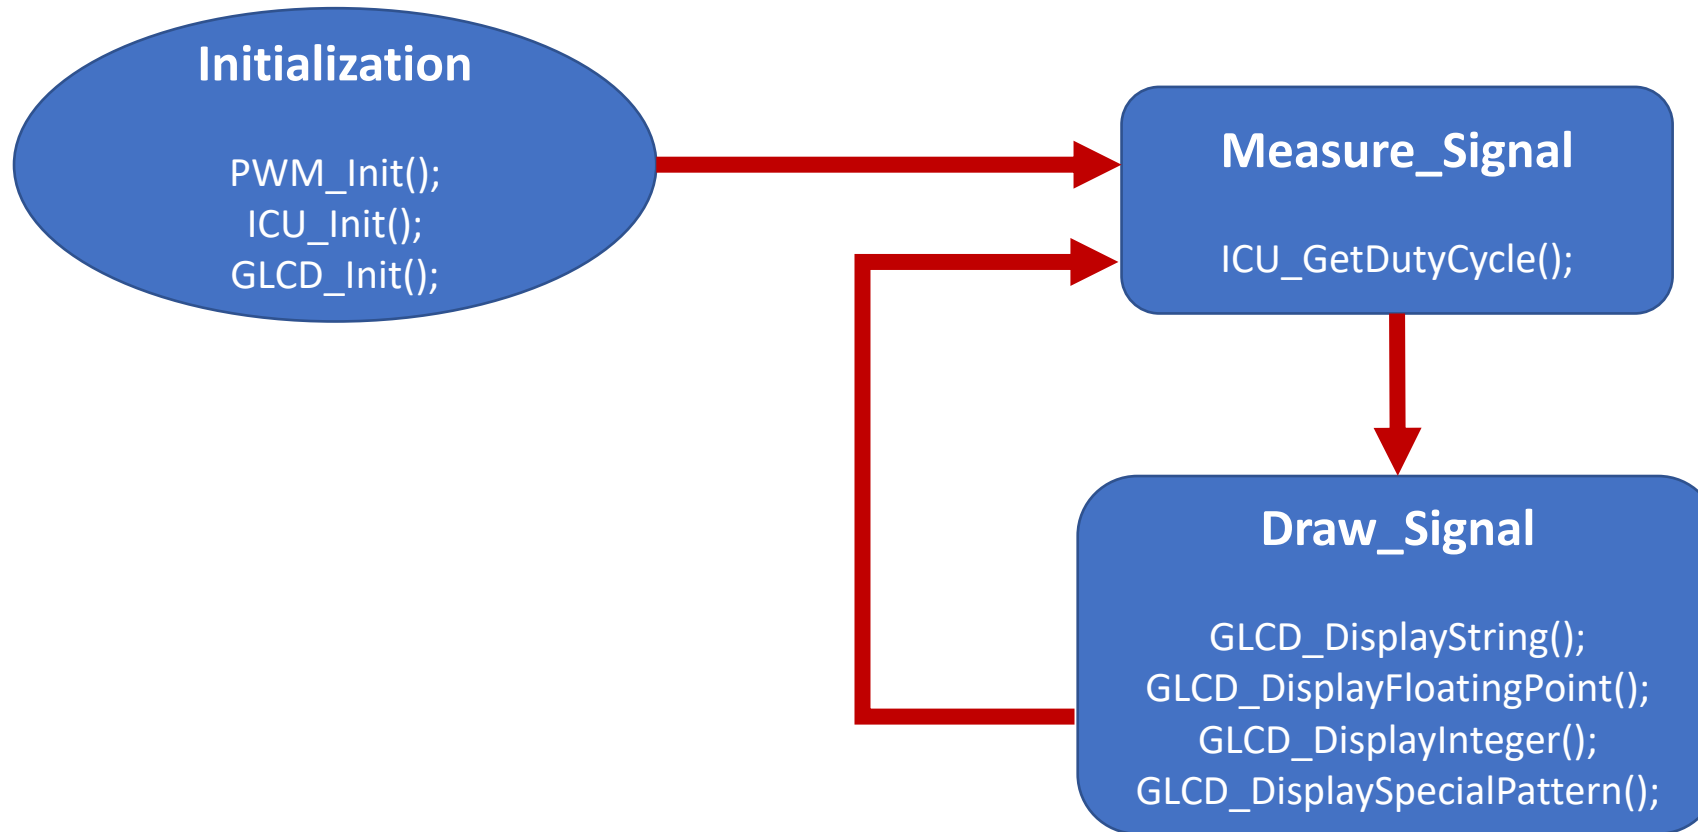 Initialization
PWM_Init();
ICU_Init();
GLCD_Init();
Measure_Signal
ICU_GetDutyCycle();
Draw_Signal
GLCD_DisplayString();
GLCD_DisplayFloatingPoint();
GLCD_DisplayInteger();
GLCD_DisplaySpecialPattern();